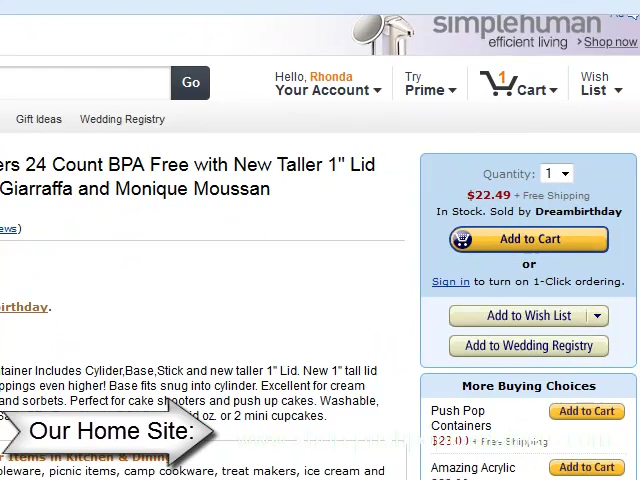 simplehuman
efficient living > Shop now
Go
Hello, Rhonda
Your Account
Try
Prime
1
Cart
Wish
List
Gift Ideas
Wedding Registry
ers 24 Count BPA Free with New Taller 1" Lid
Giarraffa and Monique Moussan
ews)
Quantity: 1
$22.49 + Free Shipping
In Stock. Sold by Dreambirthday
Add to Cart
or
Sign in to turn on 1-Click ordering.
Add to Wish List
Add to Wedding Registry
irthday.
tainer Includes Cylider,Base,Stick and new taller 1" Lid. New 1" tall lid
ppings even higher! Base fits snug into cylinder. Excellent for cream
and sorbets. Perfect for cake shooters and push up cakes. Washable,
id oz. or 2 mini cupcakes.
Our Home Site:
r Items in Kitchen & Dinin
bleware, picnic items, camp cookware, treat makers, ice cream and
More Buying Choices
Push Pop
Containers
Add to Cart
$23.0 + Free Shipping
Amazing Acrylic
Add to Cart